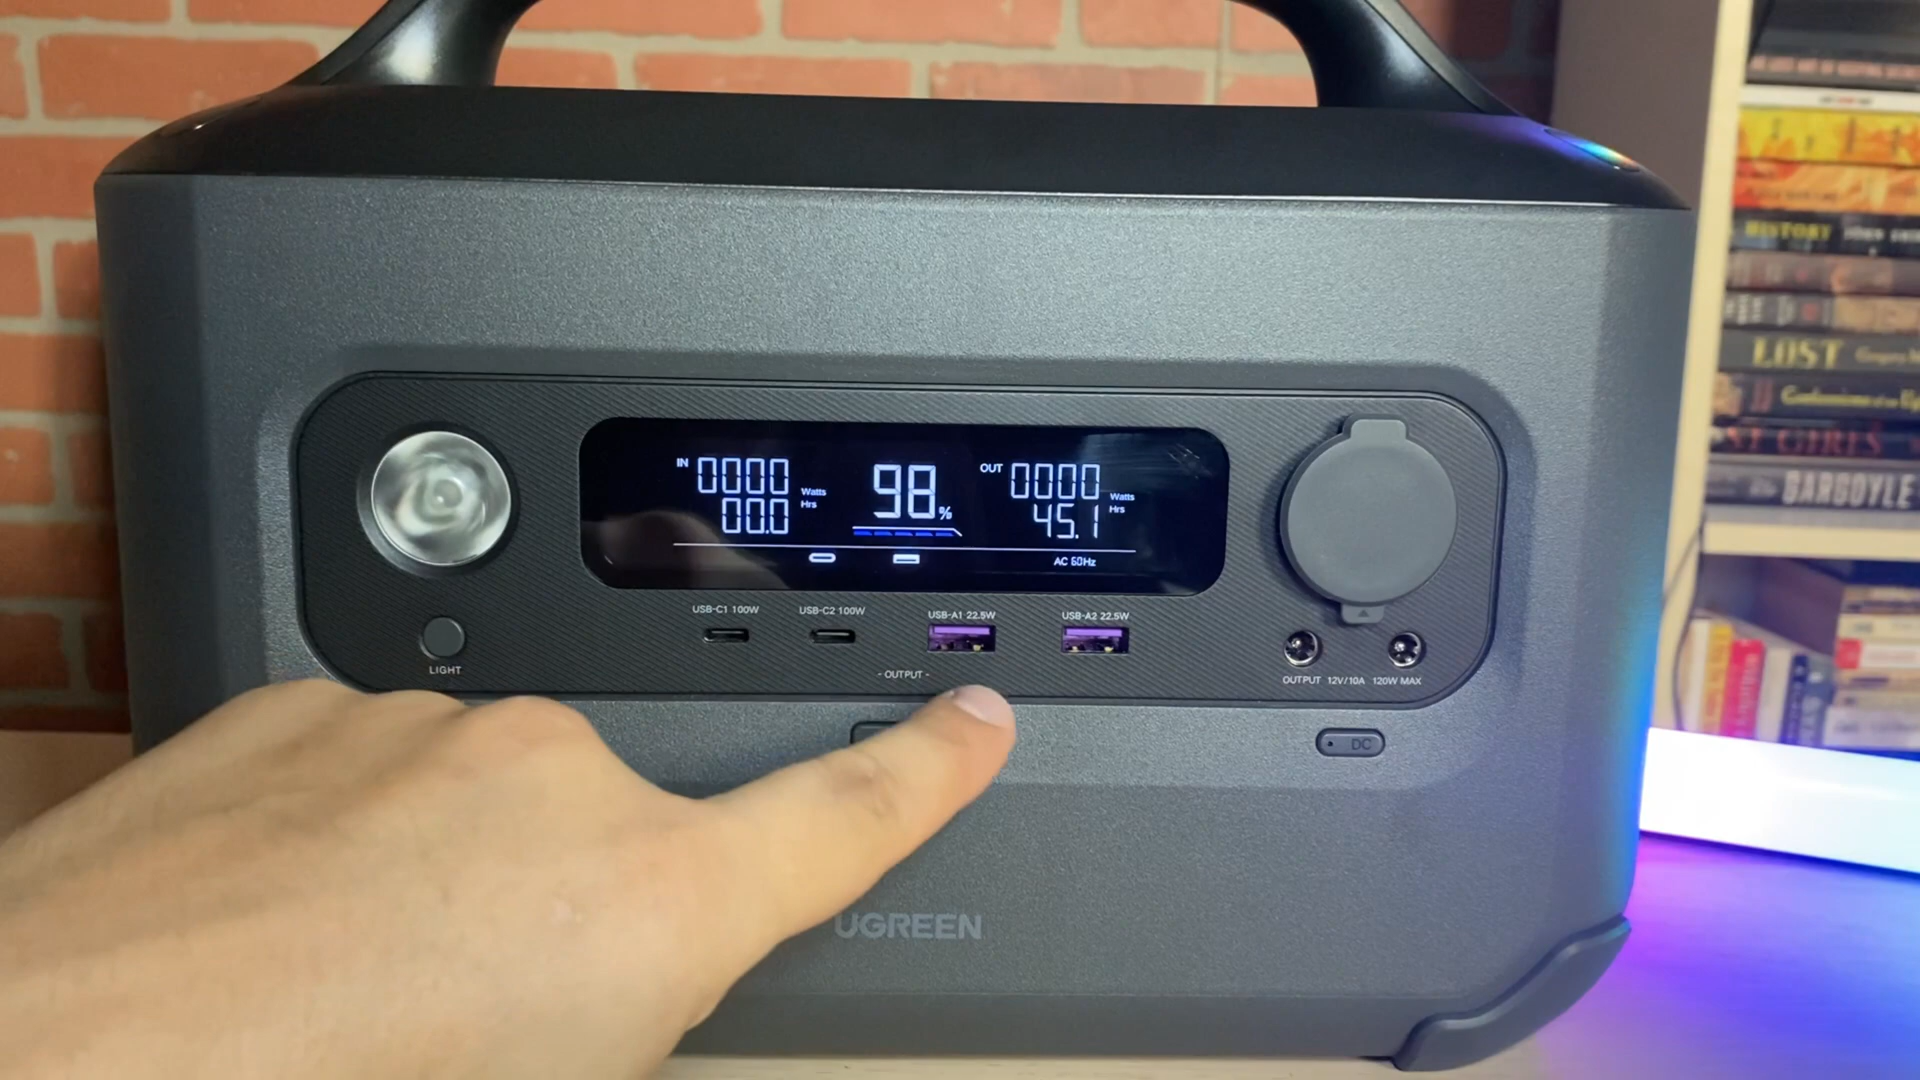 IN 0000 Watts
00.0 Hrs
98%
OUT 0000 Watts
45.1 Hrs
AC 60Hz
USB-C1 100W
USB-C2 100W
USB-A1 22.5W
USB-A2 22.5W
- OUTPUT -
LIGHT
OUTPUT 12V/10A 120W MAX
DC
UGREEN
HISTORY
LOST
GIRLS
GARGOYLE